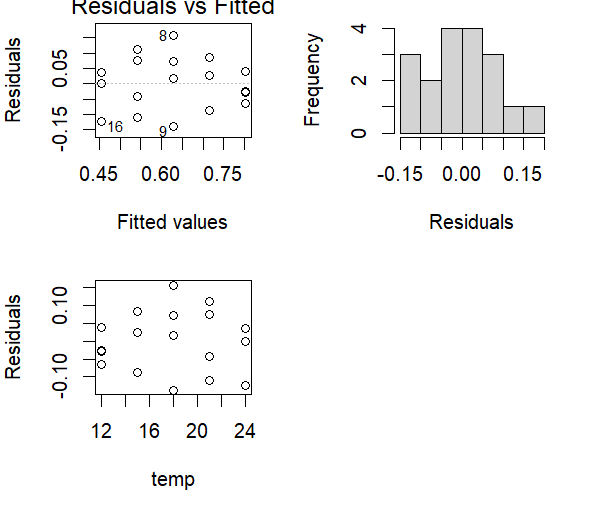 Residuals vs Fitted
Residuals
-0.15 0.05
8
16
9
0.45 0.60 0.75
Fitted values
Frequency
0 2 4
-0.15 0.00 0.15
Residuals
Residuals
-0.10 0.10
12 16 20 24
temp